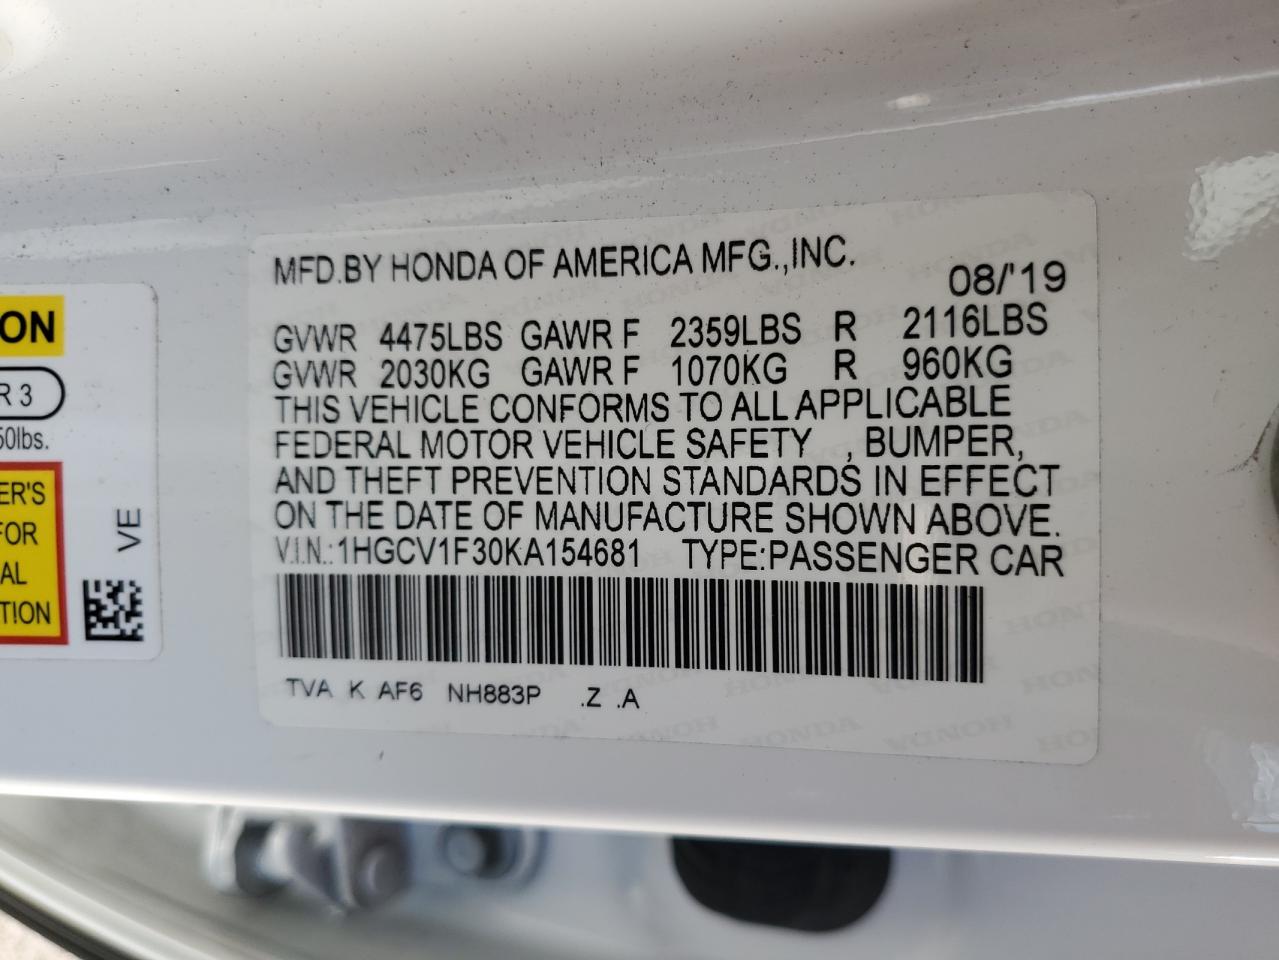 MFD.BY HONDA OF AMERICA MFG.,INC.
08/'19
GVWR 4475LBS GAWR F 2359LBS R 2116LBS
GVWR 2030KG GAWR F 1070KG R 960KG
THIS VEHICLE CONFORMS TO ALL APPLICABLE
FEDERAL MOTOR VEHICLE SAFETY , BUMPER,
AND THEFT PREVENTION STANDARDS IN EFFECT
ON THE DATE OF MANUFACTURE SHOWN ABOVE.
V.I.N.:1HGCV1F30KA154681 TYPE:PASSENGER CAR
TVA K AF6 NH883P .Z .A
ON
R 3
50lbs.
ER'S
FOR
AL
TION
VE